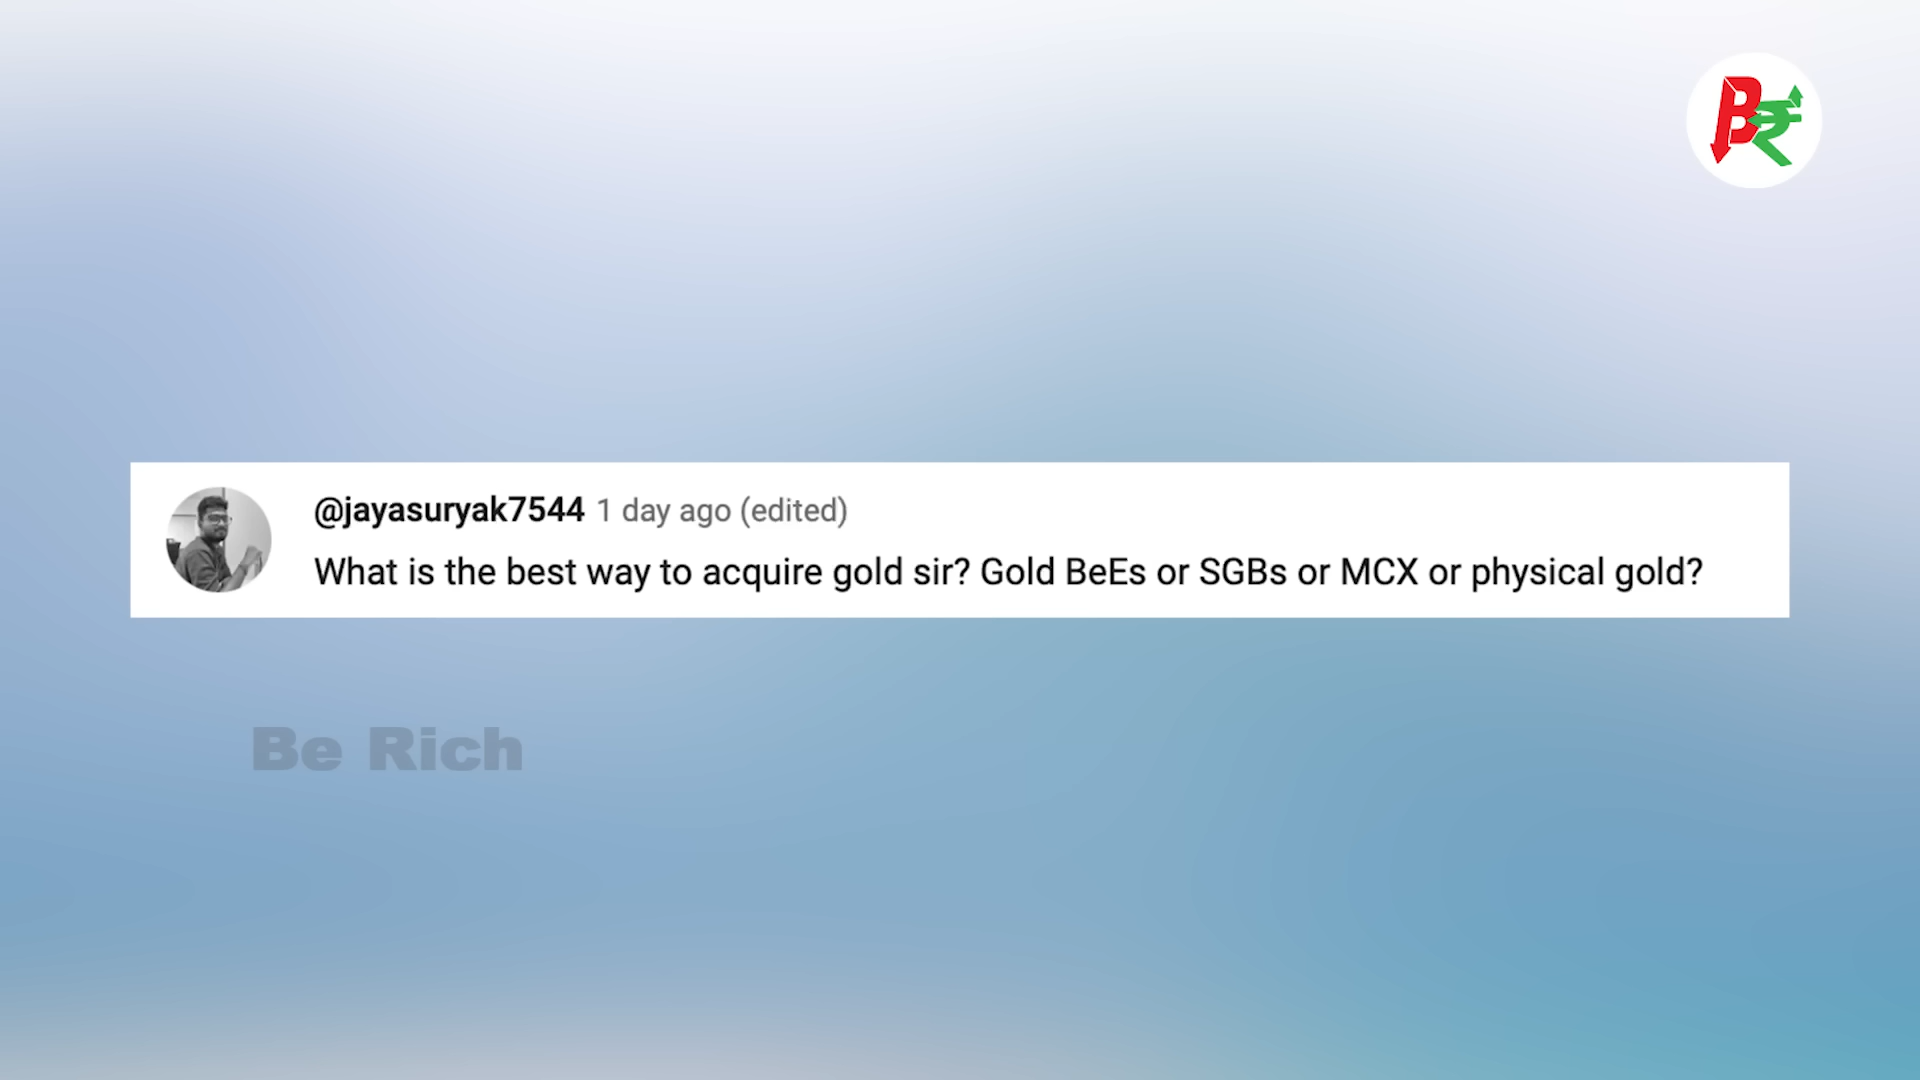 B₹
@jayasuryak7544 1 day ago (edited)
What is the best way to acquire gold sir? Gold BeEs or SGBs or MCX or physical gold?
Be Rich